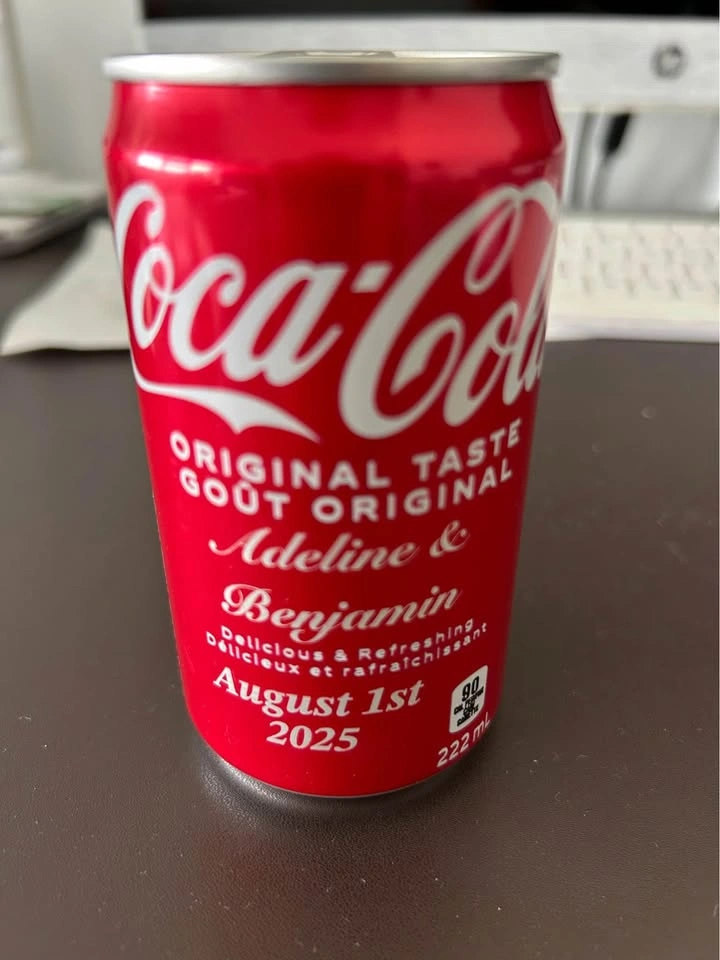 Coca-Cola
ORIGINAL TASTE
GOÛT ORIGINAL
Adeline &
Benjamin
Delicious & Refreshing
Délicieux et rafraîchissant
August 1st
2025
90
222 mL